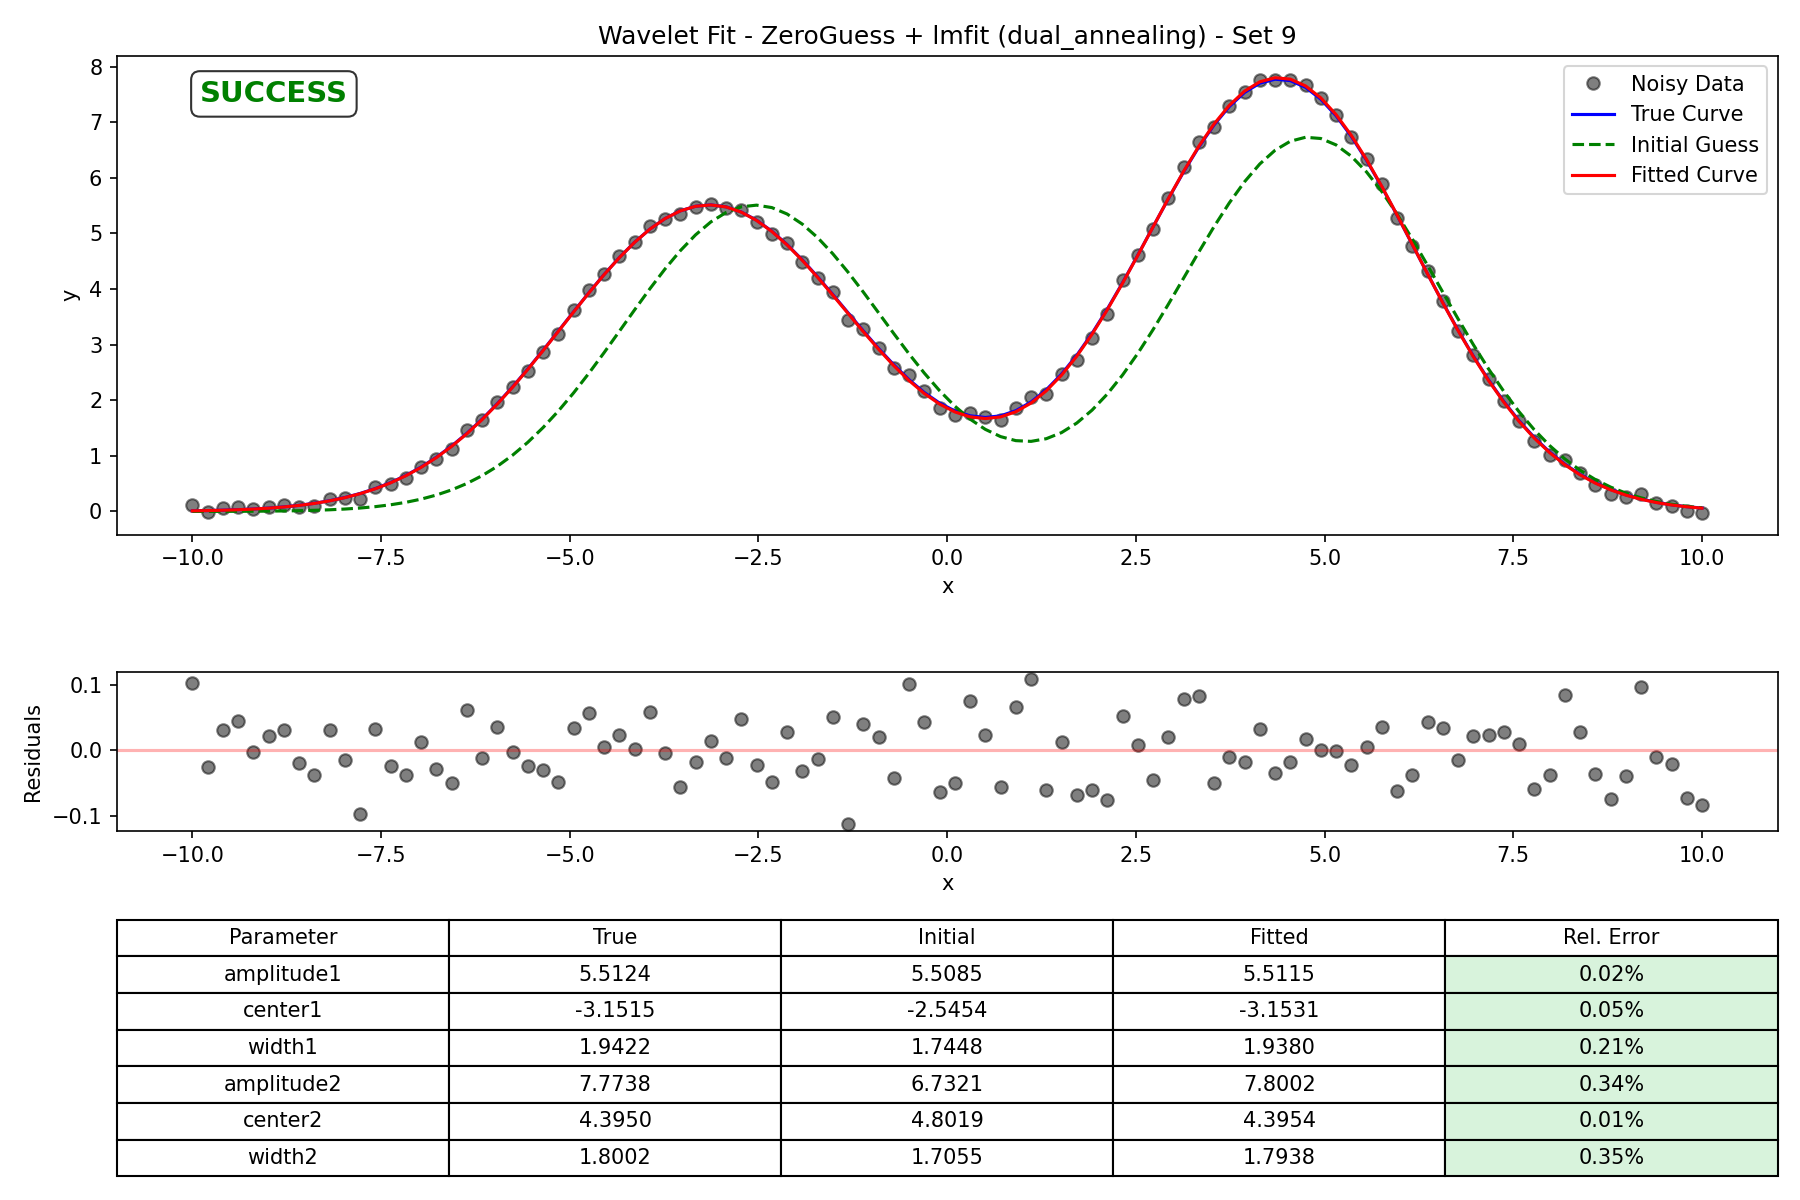 Wavelet Fit - ZeroGuess + lmfit (dual_annealing) - Set 9
SUCCESS
Noisy Data
True Curve
Initial Guess
Fitted Curve
8
7
6
5
4
3
2
1
0
y
−10.0 −7.5 −5.0 −2.5 0.0 2.5 5.0 7.5 10.0
x
0.1
0.0
−0.1
Residuals
−10.0 −7.5 −5.0 −2.5 0.0 2.5 5.0 7.5 10.0
x
Parameter True Initial Fitted Rel. Error
amplitude1 5.5124 5.5085 5.5115 0.02%
center1 -3.1515 -2.5454 -3.1531 0.05%
width1 1.9422 1.7448 1.9380 0.21%
amplitude2 7.7738 6.7321 7.8002 0.34%
center2 4.3950 4.8019 4.3954 0.01%
width2 1.8002 1.7055 1.7938 0.35%